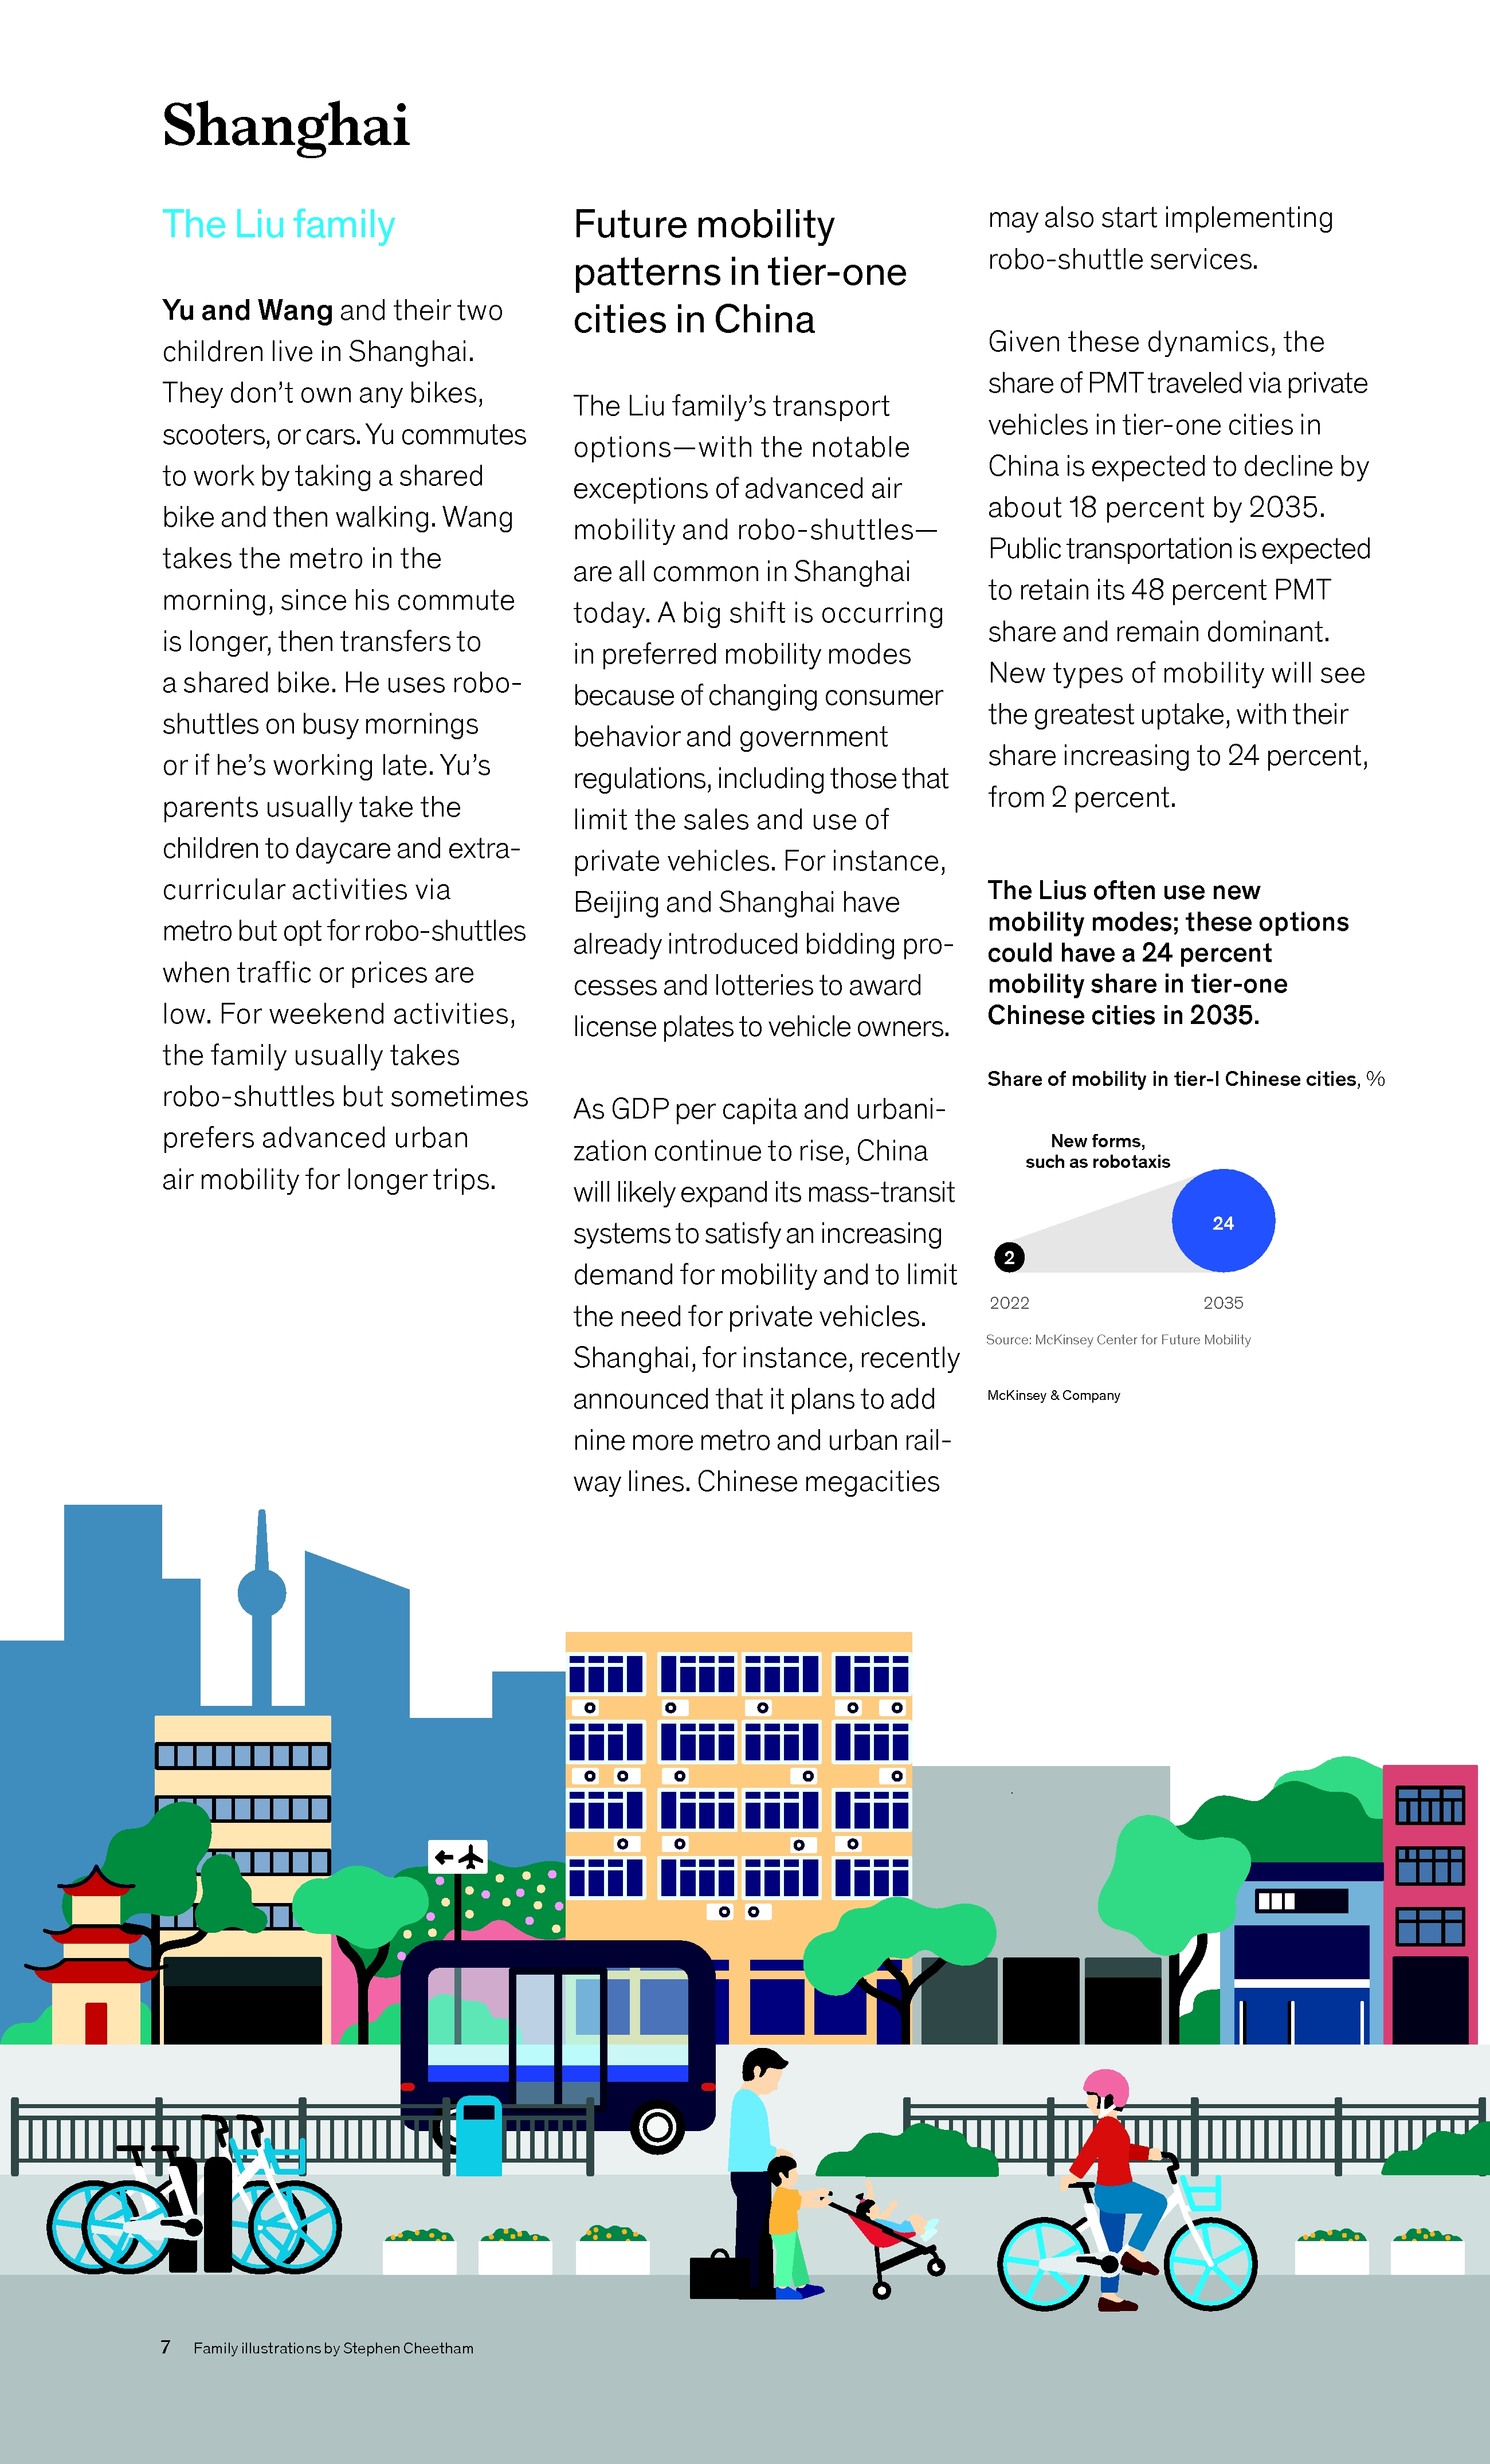 Shanghai
The Liu family
Yu and Wang and their two
children live in Shanghai.
They don’t own any bikes,
scooters, or cars. Yu commutes
to work by taking a shared
bike and then walking. Wang
takes the metro in the
morning, since his commute
is longer, then transfers to
a shared bike. He uses robo-
shuttles on busy mornings
or if he’s working late. Yu’s
parents usually take the
children to daycare and extra-
curricular activities via
metro but opt for robo-shuttles
when traffic or prices are
low. For weekend activities,
the family usually takes
robo-shuttles but sometimes
prefers advanced urban
air mobility for longer trips.
Future mobility
patterns in tier-one
cities in China
The Liu family’s transport
options—with the notable
exceptions of advanced air
mobility and robo-shuttles—
are all common in Shanghai
today. A big shift is occurring
in preferred mobility modes
because of changing consumer
behavior and government
regulations, including those that
limit the sales and use of
private vehicles. For instance,
Beijing and Shanghai have
already introduced bidding pro-
cesses and lotteries to award
license plates to vehicle owners.
As GDP per capita and urbani-
zation continue to rise, China
will likely expand its mass-transit
systems to satisfy an increasing
demand for mobility and to limit
the need for private vehicles.
Shanghai, for instance, recently
announced that it plans to add
nine more metro and urban rail-
way lines. Chinese megacities
may also start implementing
robo-shuttle services.
Given these dynamics, the
share of PMT traveled via private
vehicles in tier-one cities in
China is expected to decline by
about 18 percent by 2035.
Public transportation is expected
to retain its 48 percent PMT
share and remain dominant.
New types of mobility will see
the greatest uptake, with their
share increasing to 24 percent,
from 2 percent.
The Lius often use new
mobility modes; these options
could have a 24 percent
mobility share in tier-one
Chinese cities in 2035.
Share of mobility in tier-I Chinese cities, %
New forms,
such as robotaxis
24
2
2022 2035
Source: McKinsey Center for Future Mobility
McKinsey & Company
7 Family illustrations by Stephen Cheetham